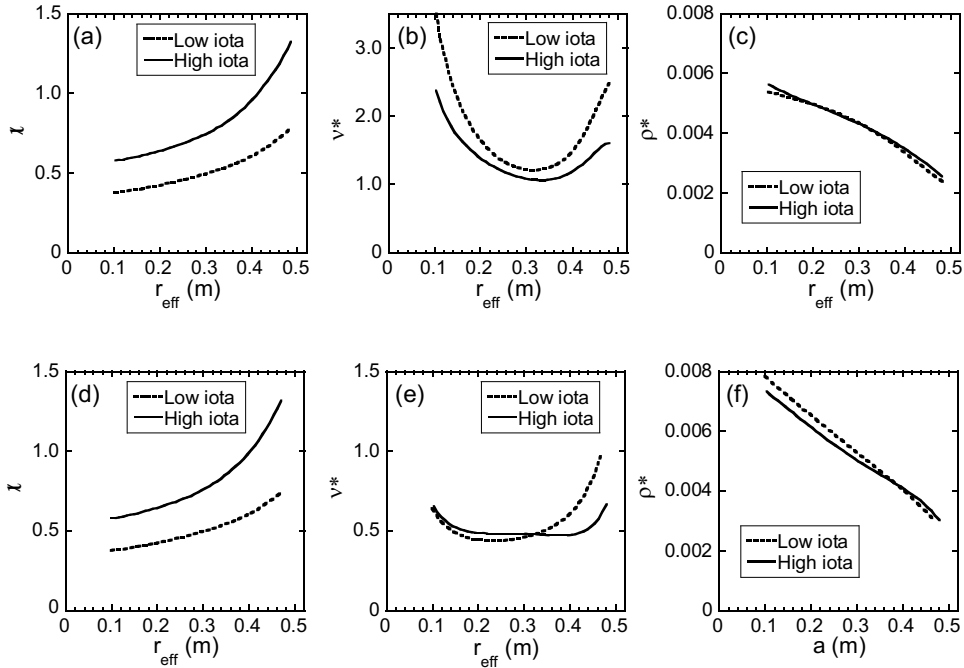 (a)
Low iota
High iota
1.5
1.0
0.5
0
ι
0
0.1
0.2
0.3
0.4
0.5
r_eff (m)
(b)
Low iota
High iota
3.0
2.0
1.0
0
ν*
0
0.1
0.2
0.3
0.4
0.5
r_eff (m)
(c)
Low iota
High iota
0.008
0.006
0.004
0.002
0
ρ*
0
0.1
0.2
0.3
0.4
0.5
r_eff (m)
(d)
Low iota
High iota
1.5
1.0
0.5
0
ι
0
0.1
0.2
0.3
0.4
0.5
r_eff (m)
(e)
Low iota
High iota
1.5
1.0
0.5
0
ν*
0
0.1
0.2
0.3
0.4
0.5
r_eff (m)
(f)
Low iota
High iota
0.008
0.006
0.004
0.002
0
ρ*
0
0.1
0.2
0.3
0.4
0.5
a (m)